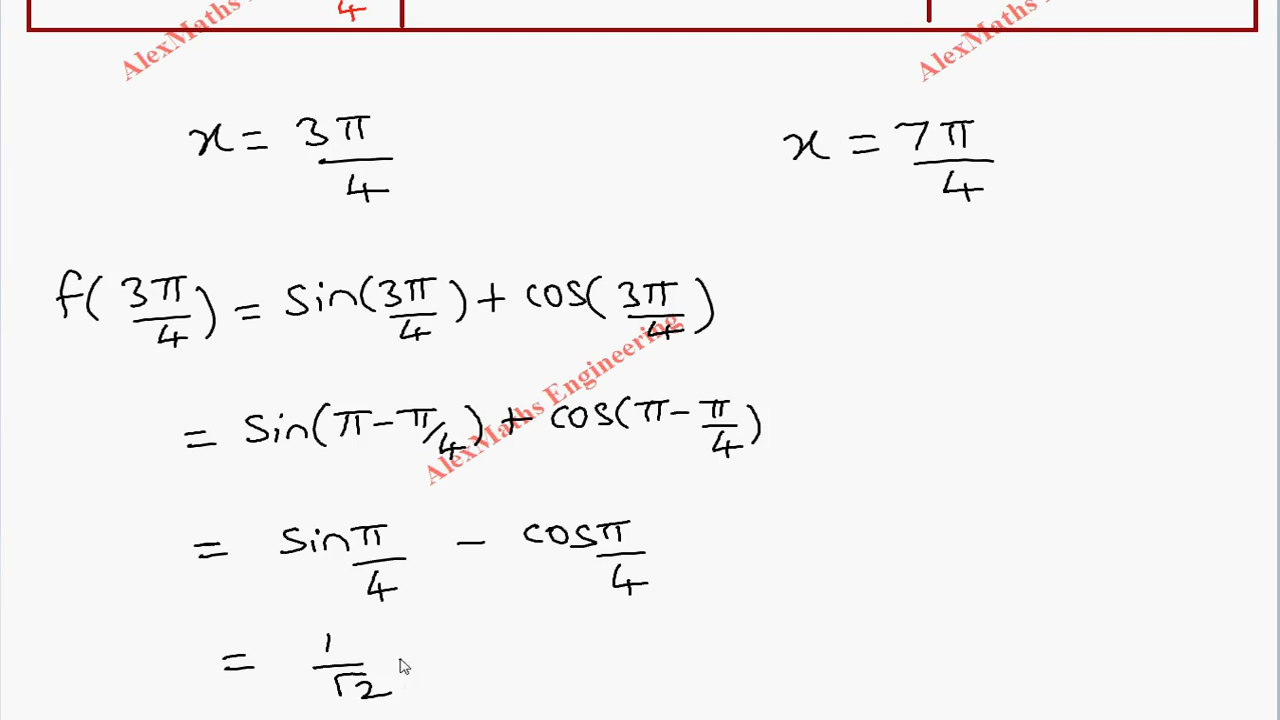 4
AlexMaths AlexMaths
x = 3π/4 x = 7π/4
f(3π/4) = sin(3π/4) + cos(3π/4)
= sin(π-π/4) + cos(π-π/4)
AlexMaths Engineering
= sin π/4 - cos π/4
= 1/√2